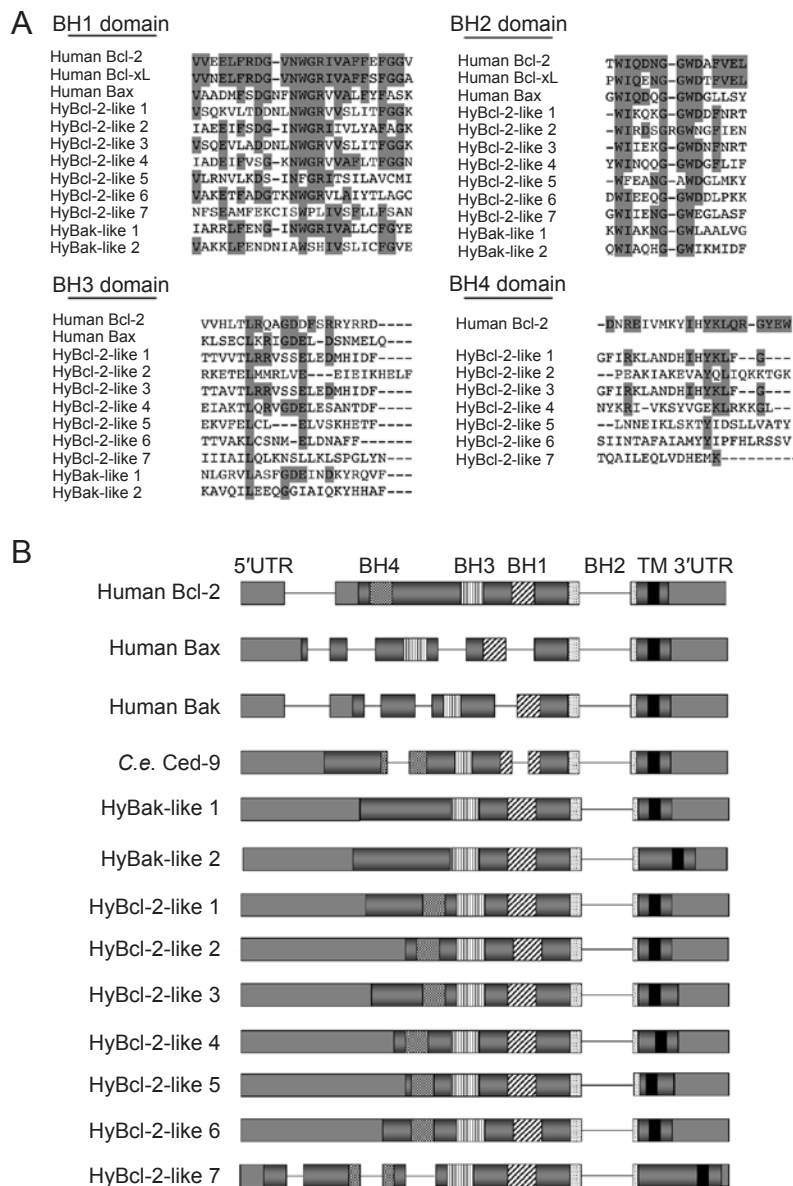 A
BH1 domain
Human Bcl-2 VVEELFRDG-VNWGRIVAFFEFGGV
Human Bcl-xL VVNELFRDG-VNWGRIVAFFSFGGA
Human Bax VAADMFSDGNFNWGRVVALFYFASK
HyBcl-2-like 1 VSQKVLTDDNLNWGRVVSLITFGGK
HyBcl-2-like 2 IAEEIFSDG-VNWGRIIVLYAFAGK
HyBcl-2-like 3 VSQEVLADDNLNWGRIVSLITFGGK
HyBcl-2-like 4 IADEIFVSG-KNWGRVVAFLTFGGN
HyBcl-2-like 5 VLRNVLKDS-INFGRITSILAVCMI
HyBcl-2-like 6 VAKETFADGTKNWGRVLAIYTLAGC
HyBcl-2-like 7 NFSEAMFEKCISWPLIVSFLLFSAN
HyBak-like 1 IARRLFENG-INWGRIVALLCFGYE
HyBak-like 2 VAKKLFENDNIAWSHIVSLICFGVE
BH2 domain
Human Bcl-2 TWIQDNG-GWDAFVEL
Human Bcl-xL PWIQENG-GWDTFVEL
Human Bax GWIQDQG-GWDGLLSY
HyBcl-2-like 1 -WIKQKG-GWDDFNRT
HyBcl-2-like 2 -WIRDSGRGWNGFIEN
HyBcl-2-like 3 -WIIEKG-GWDNFNRT
HyBcl-2-like 4 YWINQQG-GWDGFLIF
HyBcl-2-like 5 -WFEANG-AWDGLMKY
HyBcl-2-like 6 DWIEEQG-GWDDLPKK
HyBcl-2-like 7 GWIIENG-GWEGLASF
HyBak-like 1 KWIAKNG-GWLAALVG
HyBak-like 2 KWIAQHG-GWIKMIDF
BH3 domain
Human Bcl-2 VVHLTLRQAGDDFSRRYRRD----
Human Bax KLSECLKRIGDEL-DSNMELQ--
HyBcl-2-like 1 TTVVTLRRVSSELEDMHIDF----
HyBcl-2-like 2 RKETELMMRLVE--EIEIKHELF
HyBcl-2-like 3 TTAVTLRRVSSELEDMHIDF----
HyBcl-2-like 4 EIAKTLQRVGDELESANTDF----
HyBcl-2-like 5 EKVFELCL---ELVSKHETF----
HyBcl-2-like 6 TTVAKLCSNM-ELDNAFF------
HyBcl-2-like 7 IIIAILQLKNSLLKLSPGLYN---
HyBak-like 1 NLGRVLASFGDEINDKYRQVF----
HyBak-like 2 KAVQILEEQGGIAIQKYHHAF----
BH4 domain
Human Bcl-2 -DNREIVMKYIHYKLQR-GYEW
HyBcl-2-like 1 GFIRKLANDHIHYKLF--G----
HyBcl-2-like 2 --PEAKIAKEVAYQLIQKKTGK
HyBcl-2-like 3 GFIRKLANDHIHYKLF--G----
HyBcl-2-like 4 NYKRI-VKSYVGEKLRKKGL--
HyBcl-2-like 5 --LNNEIKLSKTYIDSLLVATY
HyBcl-2-like 6 SIINTAFAIAMYYIPFHLRSSV
HyBcl-2-like 7 TQAILEQLVDHEMK--------
B
5′UTR BH4 BH3 BH1 BH2 TM 3′UTR
Human Bcl-2
Human Bax
Human Bak
C.e. Ced-9
HyBak-like 1
HyBak-like 2
HyBcl-2-like 1
HyBcl-2-like 2
HyBcl-2-like 3
HyBcl-2-like 4
HyBcl-2-like 5
HyBcl-2-like 6
HyBcl-2-like 7